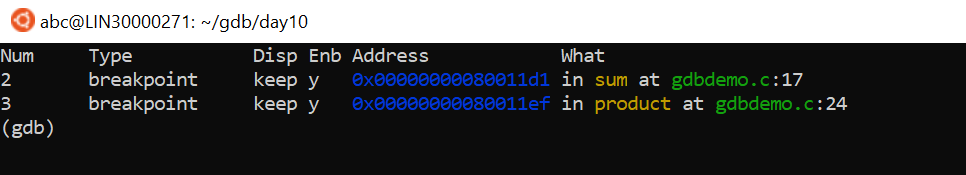 abc@LIN30000271: ~/gdb/day10
Num Type Disp Enb Address What
2 breakpoint keep y 0x00000000080011d1 in sum at gdbdemo.c:17
3 breakpoint keep y 0x00000000080011ef in product at gdbdemo.c:24
(gdb)